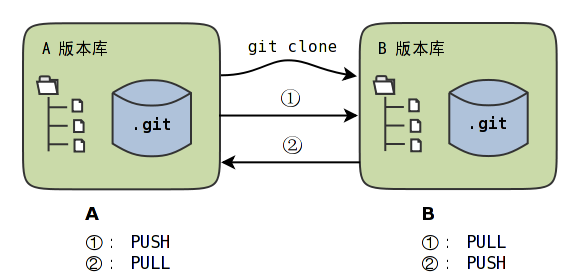 A 版本库
git clone
B 版本库
①
.git
.git
②
A
B
①： PUSH
①： PULL
②： PULL
②： PUSH